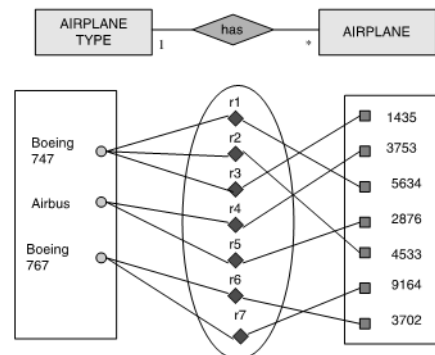 AIRPLANE
TYPE
1
has
*
AIRPLANE
Boeing
747
Airbus
Boeing
767
r1
r2
r3
r4
r5
r6
r7
1435
3753
5634
2876
4533
9164
3702